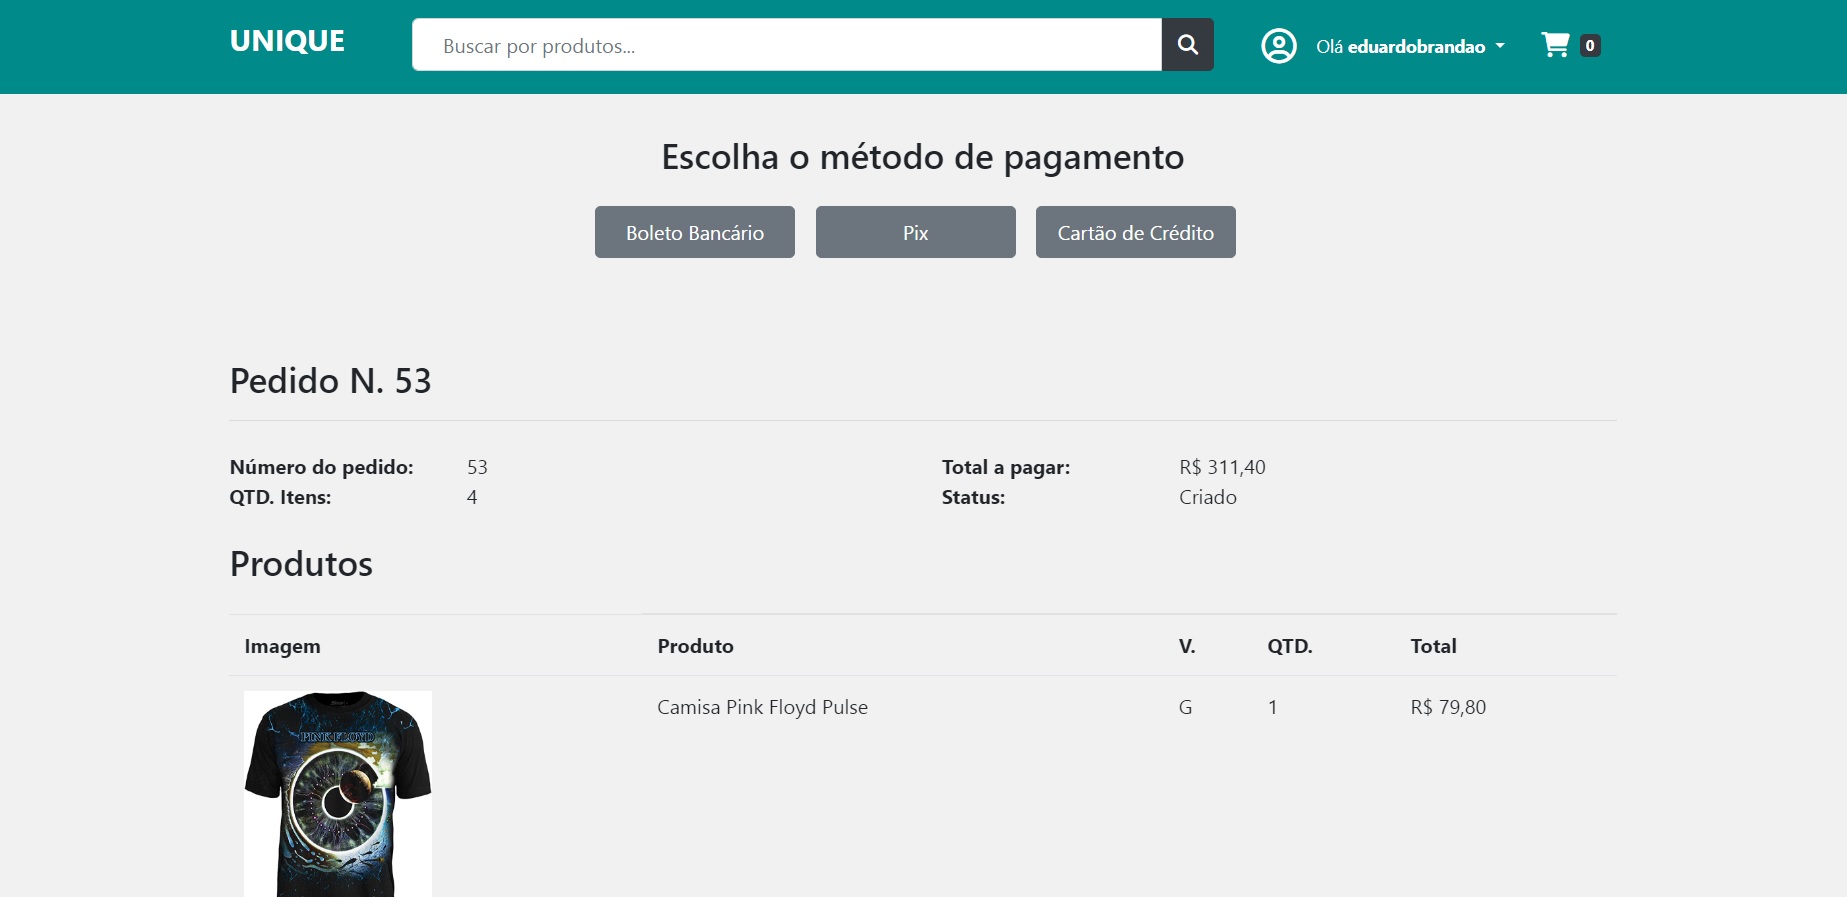 UNIQUE
Buscar por produtos...
Olá eduardobrandao
0
Escolha o método de pagamento
Boleto Bancário
Pix
Cartão de Crédito
Pedido N. 53
Número do pedido: 53
Total a pagar: R$ 311,40
QTD. Itens: 4
Status: Criado
Produtos
Imagem Produto V. QTD. Total
Camisa Pink Floyd Pulse G 1 R$ 79,80
PINK FLOYD